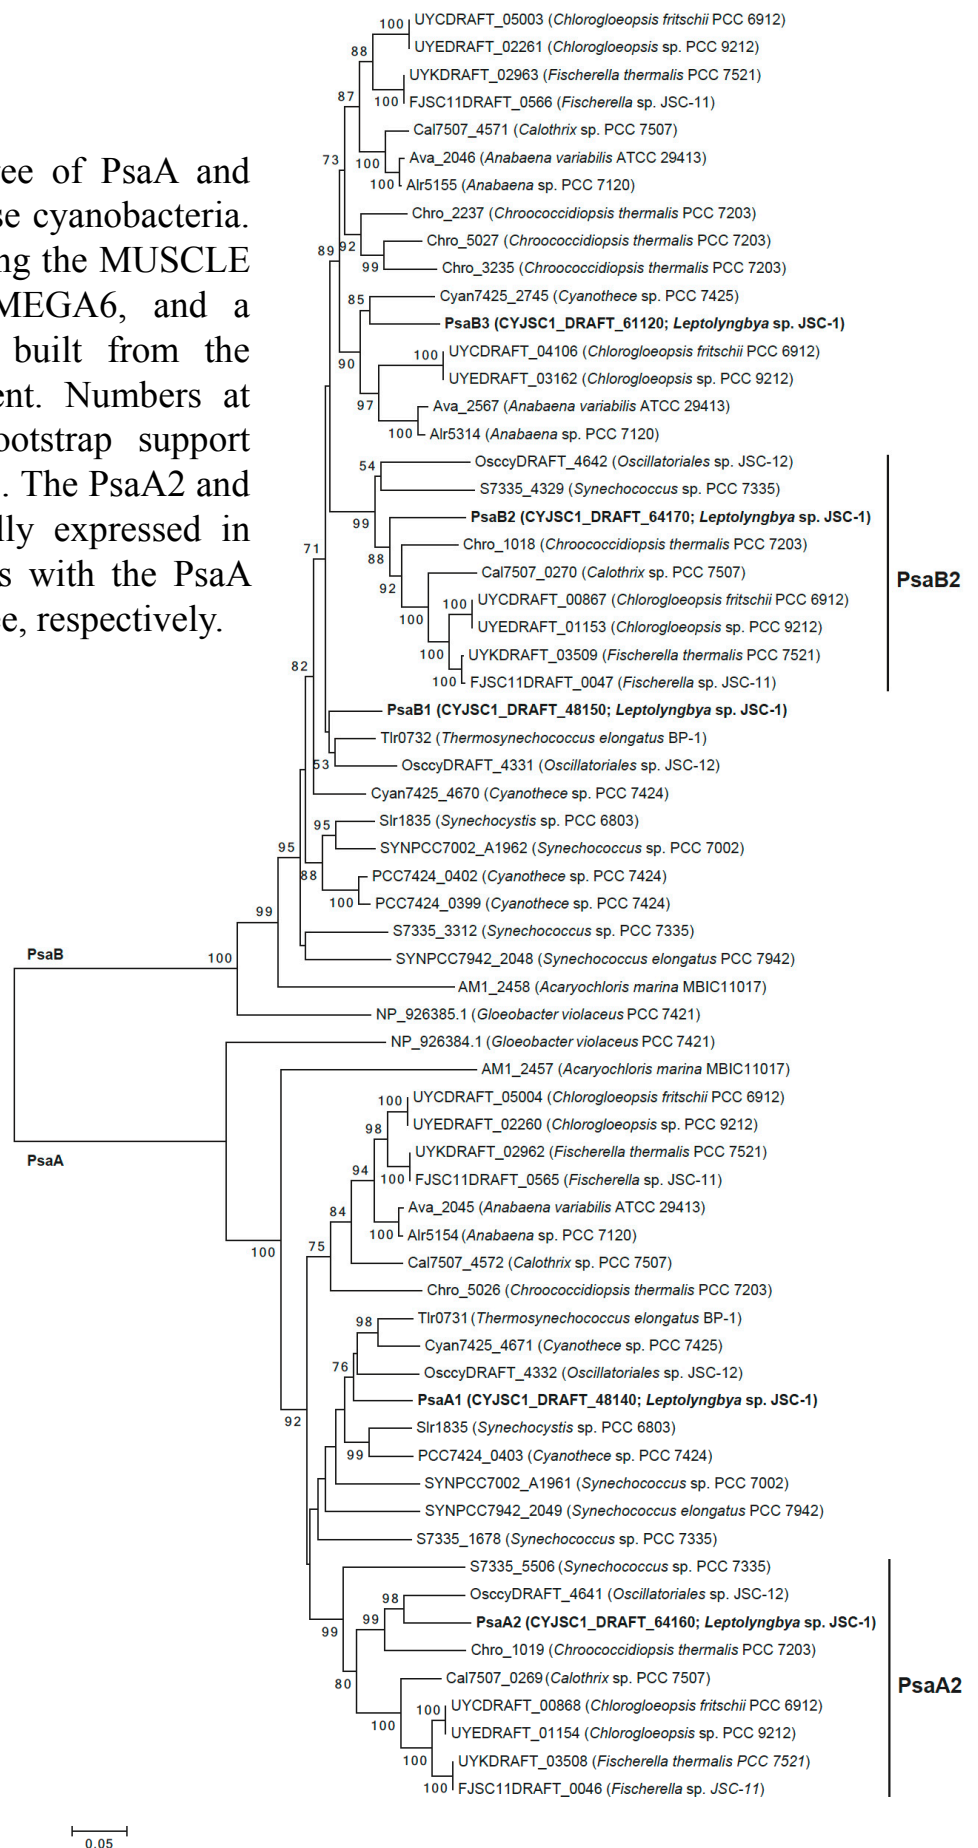 ree of PsaA and
se cyanobacteria.
ng the MUSCLE
MEGA6, and a
built from the
ent. Numbers at
ootstrap support
. The PsaA2 and
lly expressed in
s with the PsaA
ee, respectively.
100 UYCDRAFT_05003 (Chlorogloeopsis fritschii PCC 6912)
UYEDRAFT_02261 (Chlorogloeopsis sp. PCC 9212)
88
UYKDRAFT_02963 (Fischerella thermalis PCC 7521)
100 FJSC11DRAFT_0566 (Fischerella sp. JSC-11)
87
Cal7507_4571 (Calothrix sp. PCC 7507)
73 100 Ava_2046 (Anabaena variabilis ATCC 29413)
100 Alr5155 (Anabaena sp. PCC 7120)
Chro_2237 (Chroococcidiopsis thermalis PCC 7203)
89 92 Chro_5027 (Chroococcidiopsis thermalis PCC 7203)
99 Chro_3235 (Chroococcidiopsis thermalis PCC 7203)
85 Cyan7425_2745 (Cyanothece sp. PCC 7425)
PsaB3 (CYJSC1_DRAFT_61120; Leptolyngbya sp. JSC-1)
90 100 UYCDRAFT_04106 (Chlorogloeopsis fritschii PCC 6912)
UYEDRAFT_03162 (Chlorogloeopsis sp. PCC 9212)
97 Ava_2567 (Anabaena variabilis ATCC 29413)
100 Alr5314 (Anabaena sp. PCC 7120)
54 OsccyDRAFT_4642 (Oscillatoriales sp. JSC-12)
S7335_4329 (Synechococcus sp. PCC 7335)
99 PsaB2 (CYJSC1_DRAFT_64170; Leptolyngbya sp. JSC-1)
71 88 Chro_1018 (Chroococcidiopsis thermalis PCC 7203)
92 Cal7507_0270 (Calothrix sp. PCC 7507)
PsaB2
100 100 UYCDRAFT_00867 (Chlorogloeopsis fritschii PCC 6912)
UYEDRAFT_01153 (Chlorogloeopsis sp. PCC 9212)
100 UYKDRAFT_03509 (Fischerella thermalis PCC 7521)
82 100 FJSC11DRAFT_0047 (Fischerella sp. JSC-11)
PsaB1 (CYJSC1_DRAFT_48150; Leptolyngbya sp. JSC-1)
Tlr0732 (Thermosynechococcus elongatus BP-1)
53 OsccyDRAFT_4331 (Oscillatoriales sp. JSC-12)
Cyan7425_4670 (Cyanothece sp. PCC 7424)
95 Slr1835 (Synechocystis sp. PCC 6803)
95 SYNPCC7002_A1962 (Synechococcus sp. PCC 7002)
88 PCC7424_0402 (Cyanothece sp. PCC 7424)
100 PCC7424_0399 (Cyanothece sp. PCC 7424)
99 S7335_3312 (Synechococcus sp. PCC 7335)
PsaB 100 SYNPCC7942_2048 (Synechococcus elongatus PCC 7942)
AM1_2458 (Acaryochloris marina MBIC11017)
NP_926385.1 (Gloeobacter violaceus PCC 7421)
NP_926384.1 (Gloeobacter violaceus PCC 7421)
AM1_2457 (Acaryochloris marina MBIC11017)
100 UYCDRAFT_05004 (Chlorogloeopsis fritschii PCC 6912)
98 UYEDRAFT_02260 (Chlorogloeopsis sp. PCC 9212)
PsaA UYKDRAFT_02962 (Fischerella thermalis PCC 7521)
94 100 FJSC11DRAFT_0565 (Fischerella sp. JSC-11)
84 Ava_2045 (Anabaena variabilis ATCC 29413)
100 Alr5154 (Anabaena sp. PCC 7120)
100 75 Cal7507_4572 (Calothrix sp. PCC 7507)
Chro_5026 (Chroococcidiopsis thermalis PCC 7203)
98 Tlr0731 (Thermosynechococcus elongatus BP-1)
Cyan7425_4671 (Cyanothece sp. PCC 7425)
76 OsccyDRAFT_4332 (Oscillatoriales sp. JSC-12)
PsaA1 (CYJSC1_DRAFT_48140; Leptolyngbya sp. JSC-1)
92 Slr1835 (Synechocystis sp. PCC 6803)
99 PCC7424_0403 (Cyanothece sp. PCC 7424)
SYNPCC7002_A1961 (Synechococcus sp. PCC 7002)
SYNPCC7942_2049 (Synechococcus elongatus PCC 7942)
S7335_1678 (Synechococcus sp. PCC 7335)
S7335_5506 (Synechococcus sp. PCC 7335)
98 OsccyDRAFT_4641 (Oscillatoriales sp. JSC-12)
99 99 PsaA2 (CYJSC1_DRAFT_64160; Leptolyngbya sp. JSC-1)
Chro_1019 (Chroococcidiopsis thermalis PCC 7203)
80 Cal7507_0269 (Calothrix sp. PCC 7507)
PsaA2
100 100 UYCDRAFT_00868 (Chlorogloeopsis fritschii PCC 6912)
UYEDRAFT_01154 (Chlorogloeopsis sp. PCC 9212)
100 UYKDRAFT_03508 (Fischerella thermalis PCC 7521)
100 FJSC11DRAFT_0046 (Fischerella sp. JSC-11)
0.05